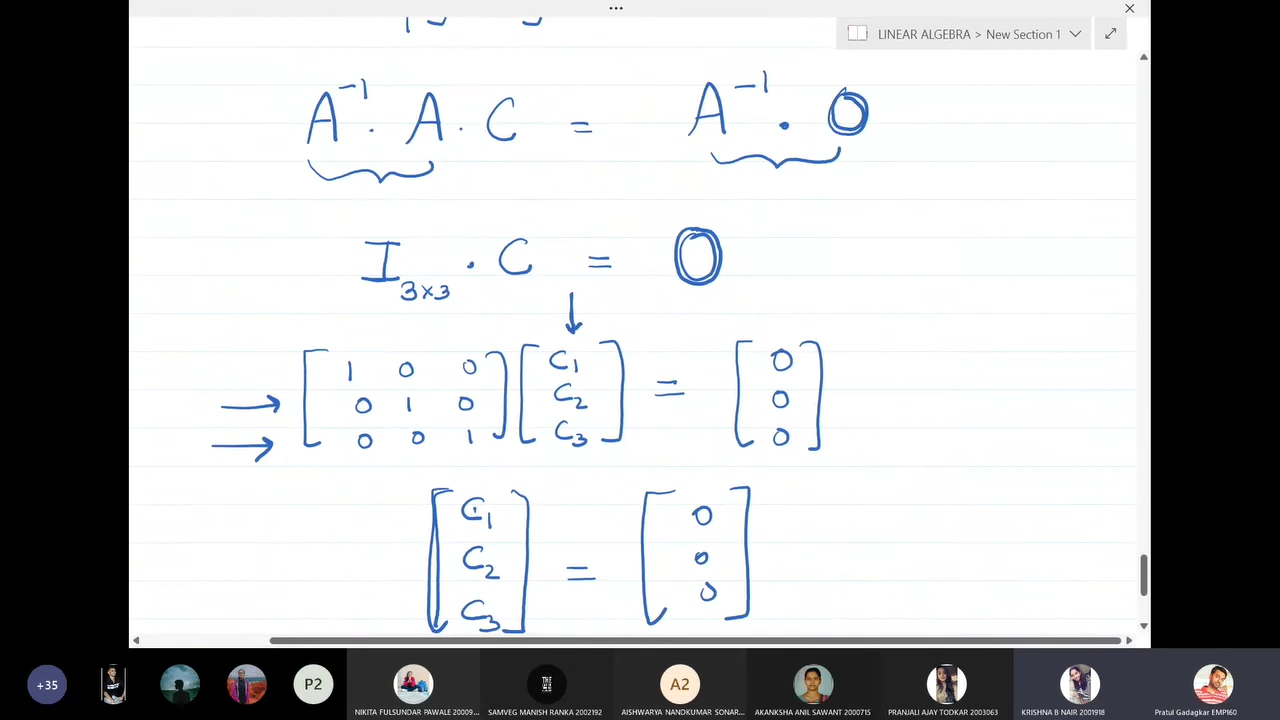 LINEAR ALGEBRA > New Section 1
A⁻¹ . A . C = A⁻¹ . O
I₃ₓ₃ . C = O
↓
[1 0 0] [C₁] = [0]
→ [0 1 0] [C₂] [0]
→ [0 0 1] [C₃] [0]
[C₁] = [0]
[C₂] [0]
[C₃] [0]
+35
P2
A2
NIKITA FULSUNDAR PAWALE 20009...
SAMVEG MANISH RANKA 2002192
AISHWARYA NANDKUMAR SONAR...
AKANKSHA ANIL SAWANT 2000715
PRANJALI AJAY TODKAR 2003063
KRISHNA B NAIR 2001918
Pratul Gadagkar EMP160